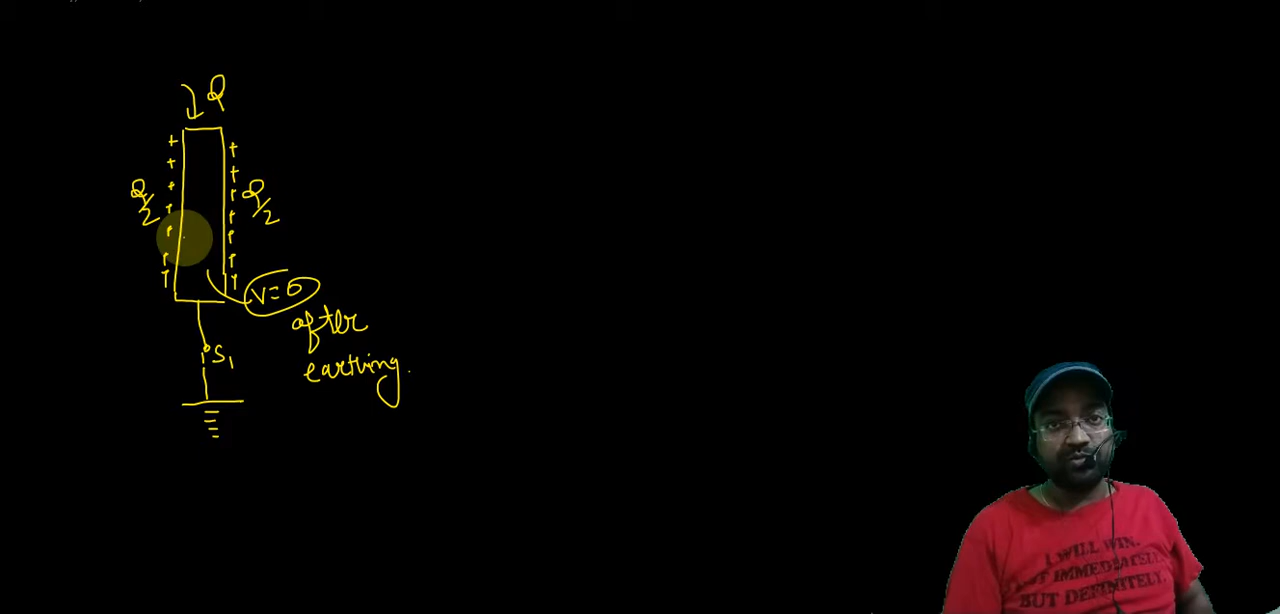 Q
Q/2
Q/2
V=0
after
earthing.
S1
I WILL WIN.
NOT IMMEDIATELY.
BUT DEFINITELY.